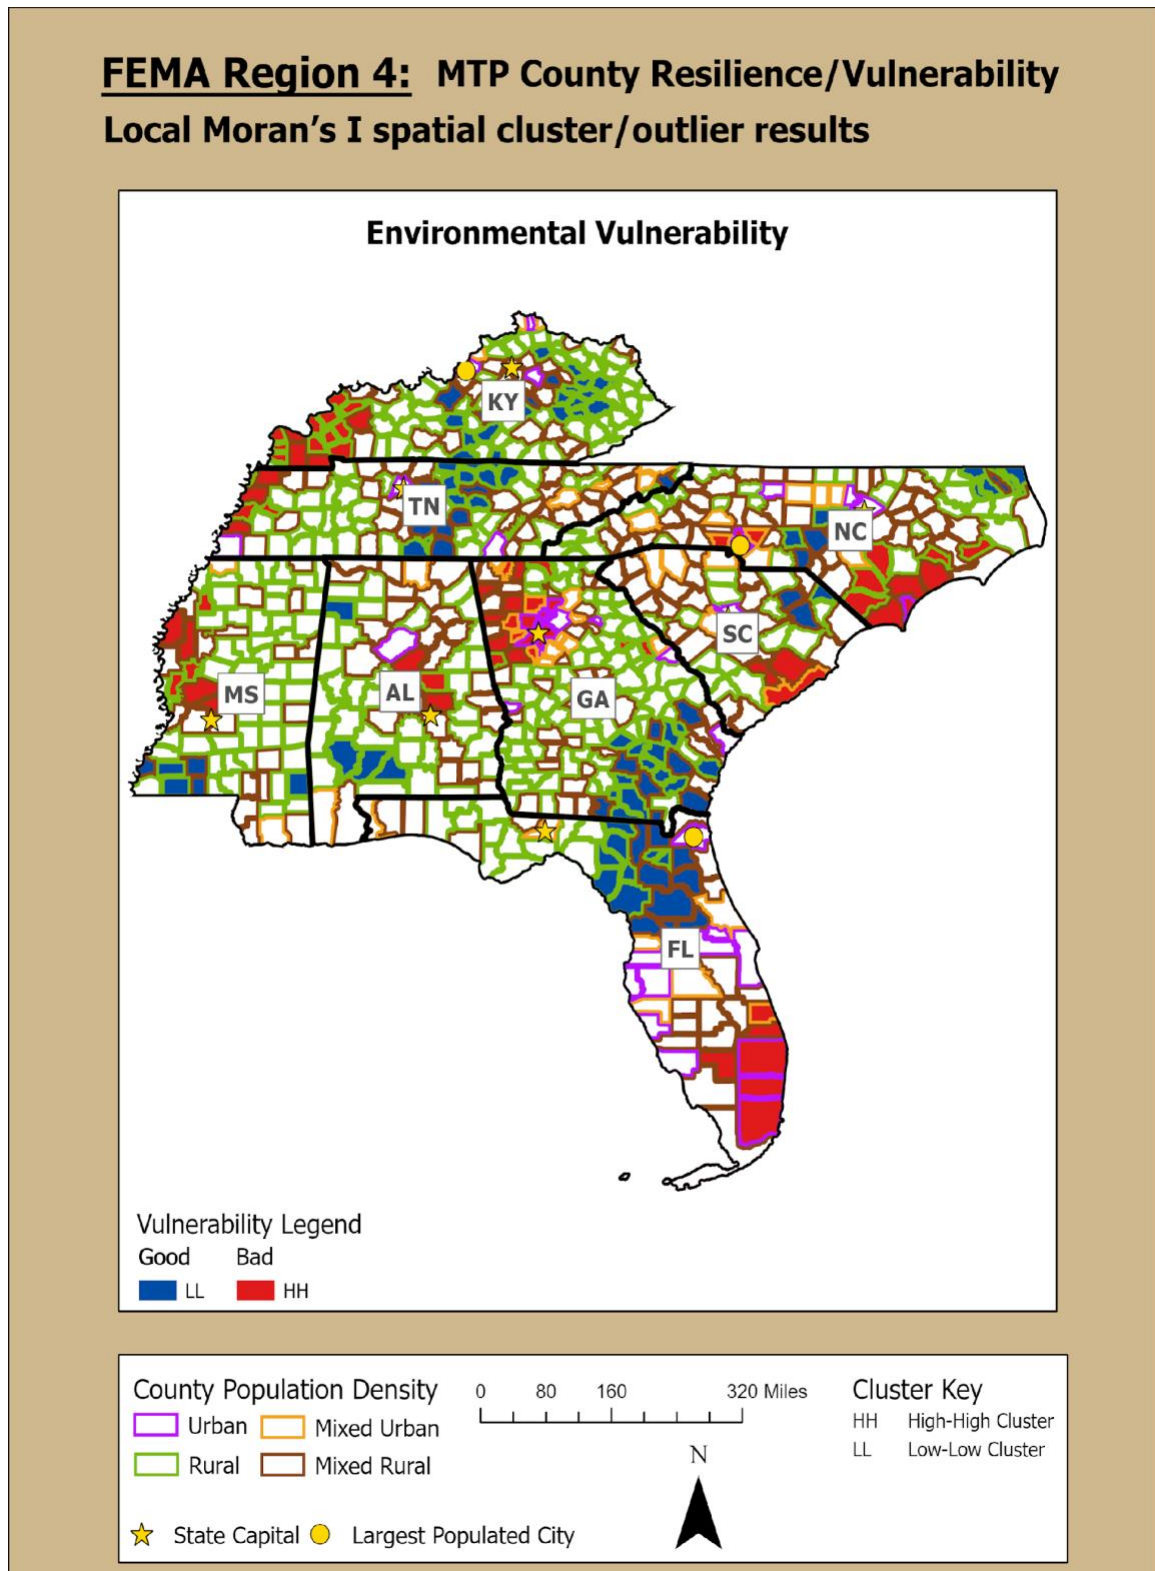 FEMA Region 4: MTP County Resilience/Vulnerability
Local Moran's I spatial cluster/outlier results
Environmental Vulnerability
KY
TN
NC
SC
MS
AL
GA
FL
Vulnerability Legend
Good Bad
LL HH
County Population Density
Urban Mixed Urban
Rural Mixed Rural
State Capital Largest Populated City
0 80 160 320 Miles
N
Cluster Key
HH High-High Cluster
LL Low-Low Cluster